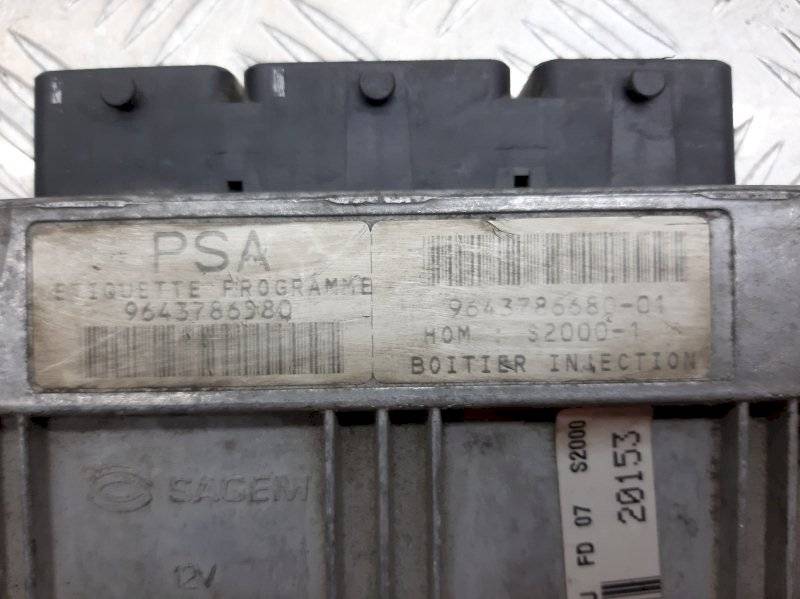 PSA
ETIQUETTE PROGRAMME
9643786980
9643786680-01
HOM : S2000-1
BOITIER INJECTION
SAGEM
12V
J FD 07 S2000
20153